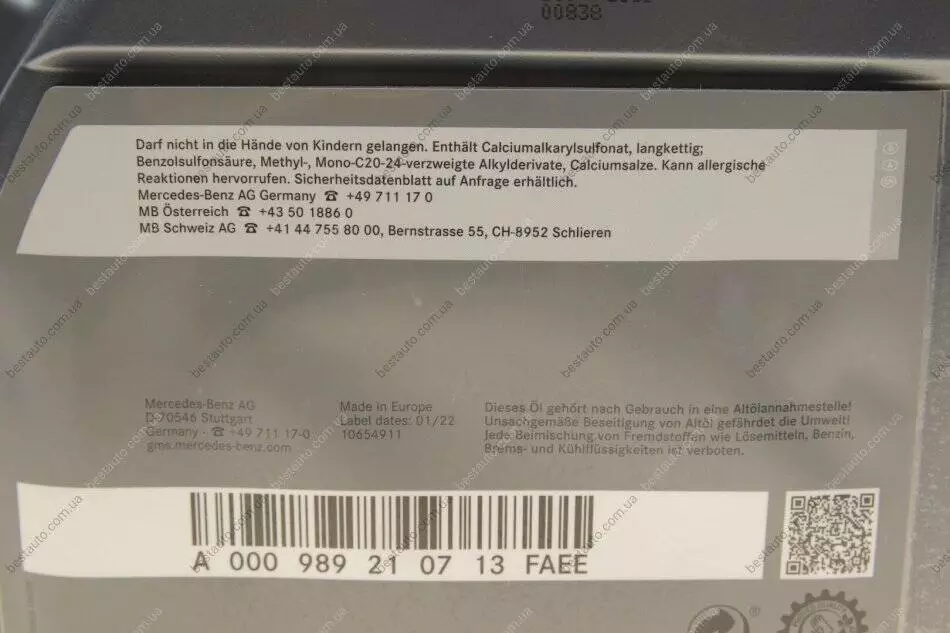 00838
Darf nicht in die Hände von Kindern gelangen. Enthält Calciumalkarylsulfonat, langkettig;
Benzolsulfonsäure, Methyl-, Mono-C20-24-verzweigte Alkylderivate, Calciumsalze. Kann allergische
Reaktionen hervorrufen. Sicherheitsdatenblatt auf Anfrage erhältlich.
Mercedes-Benz AG Germany ☎ +49 711 17 0
MB Österreich ☎ +43 50 1886 0
MB Schweiz AG ☎ +41 44 755 80 00, Bernstrasse 55, CH-8952 Schlieren
D
A
CH
Mercedes-Benz AG
D-70546 Stuttgart
Germany - ☎ +49 711 17-0
gms.mercedes-benz.com
Made in Europe
Label dates: 01/22
10654911
Dieses Öl gehört nach Gebrauch in eine Altölannahmestelle!
Unsachgemäße Beseitigung von Altöl gefährdet die Umwelt!
Jede Beimischung von Fremdstoffen wie Lösemitteln, Benzin,
Brems- und Kühlflüssigkeiten ist verboten.
A 000 989 21 07 13 FAEE
®
bestauto.com.ua